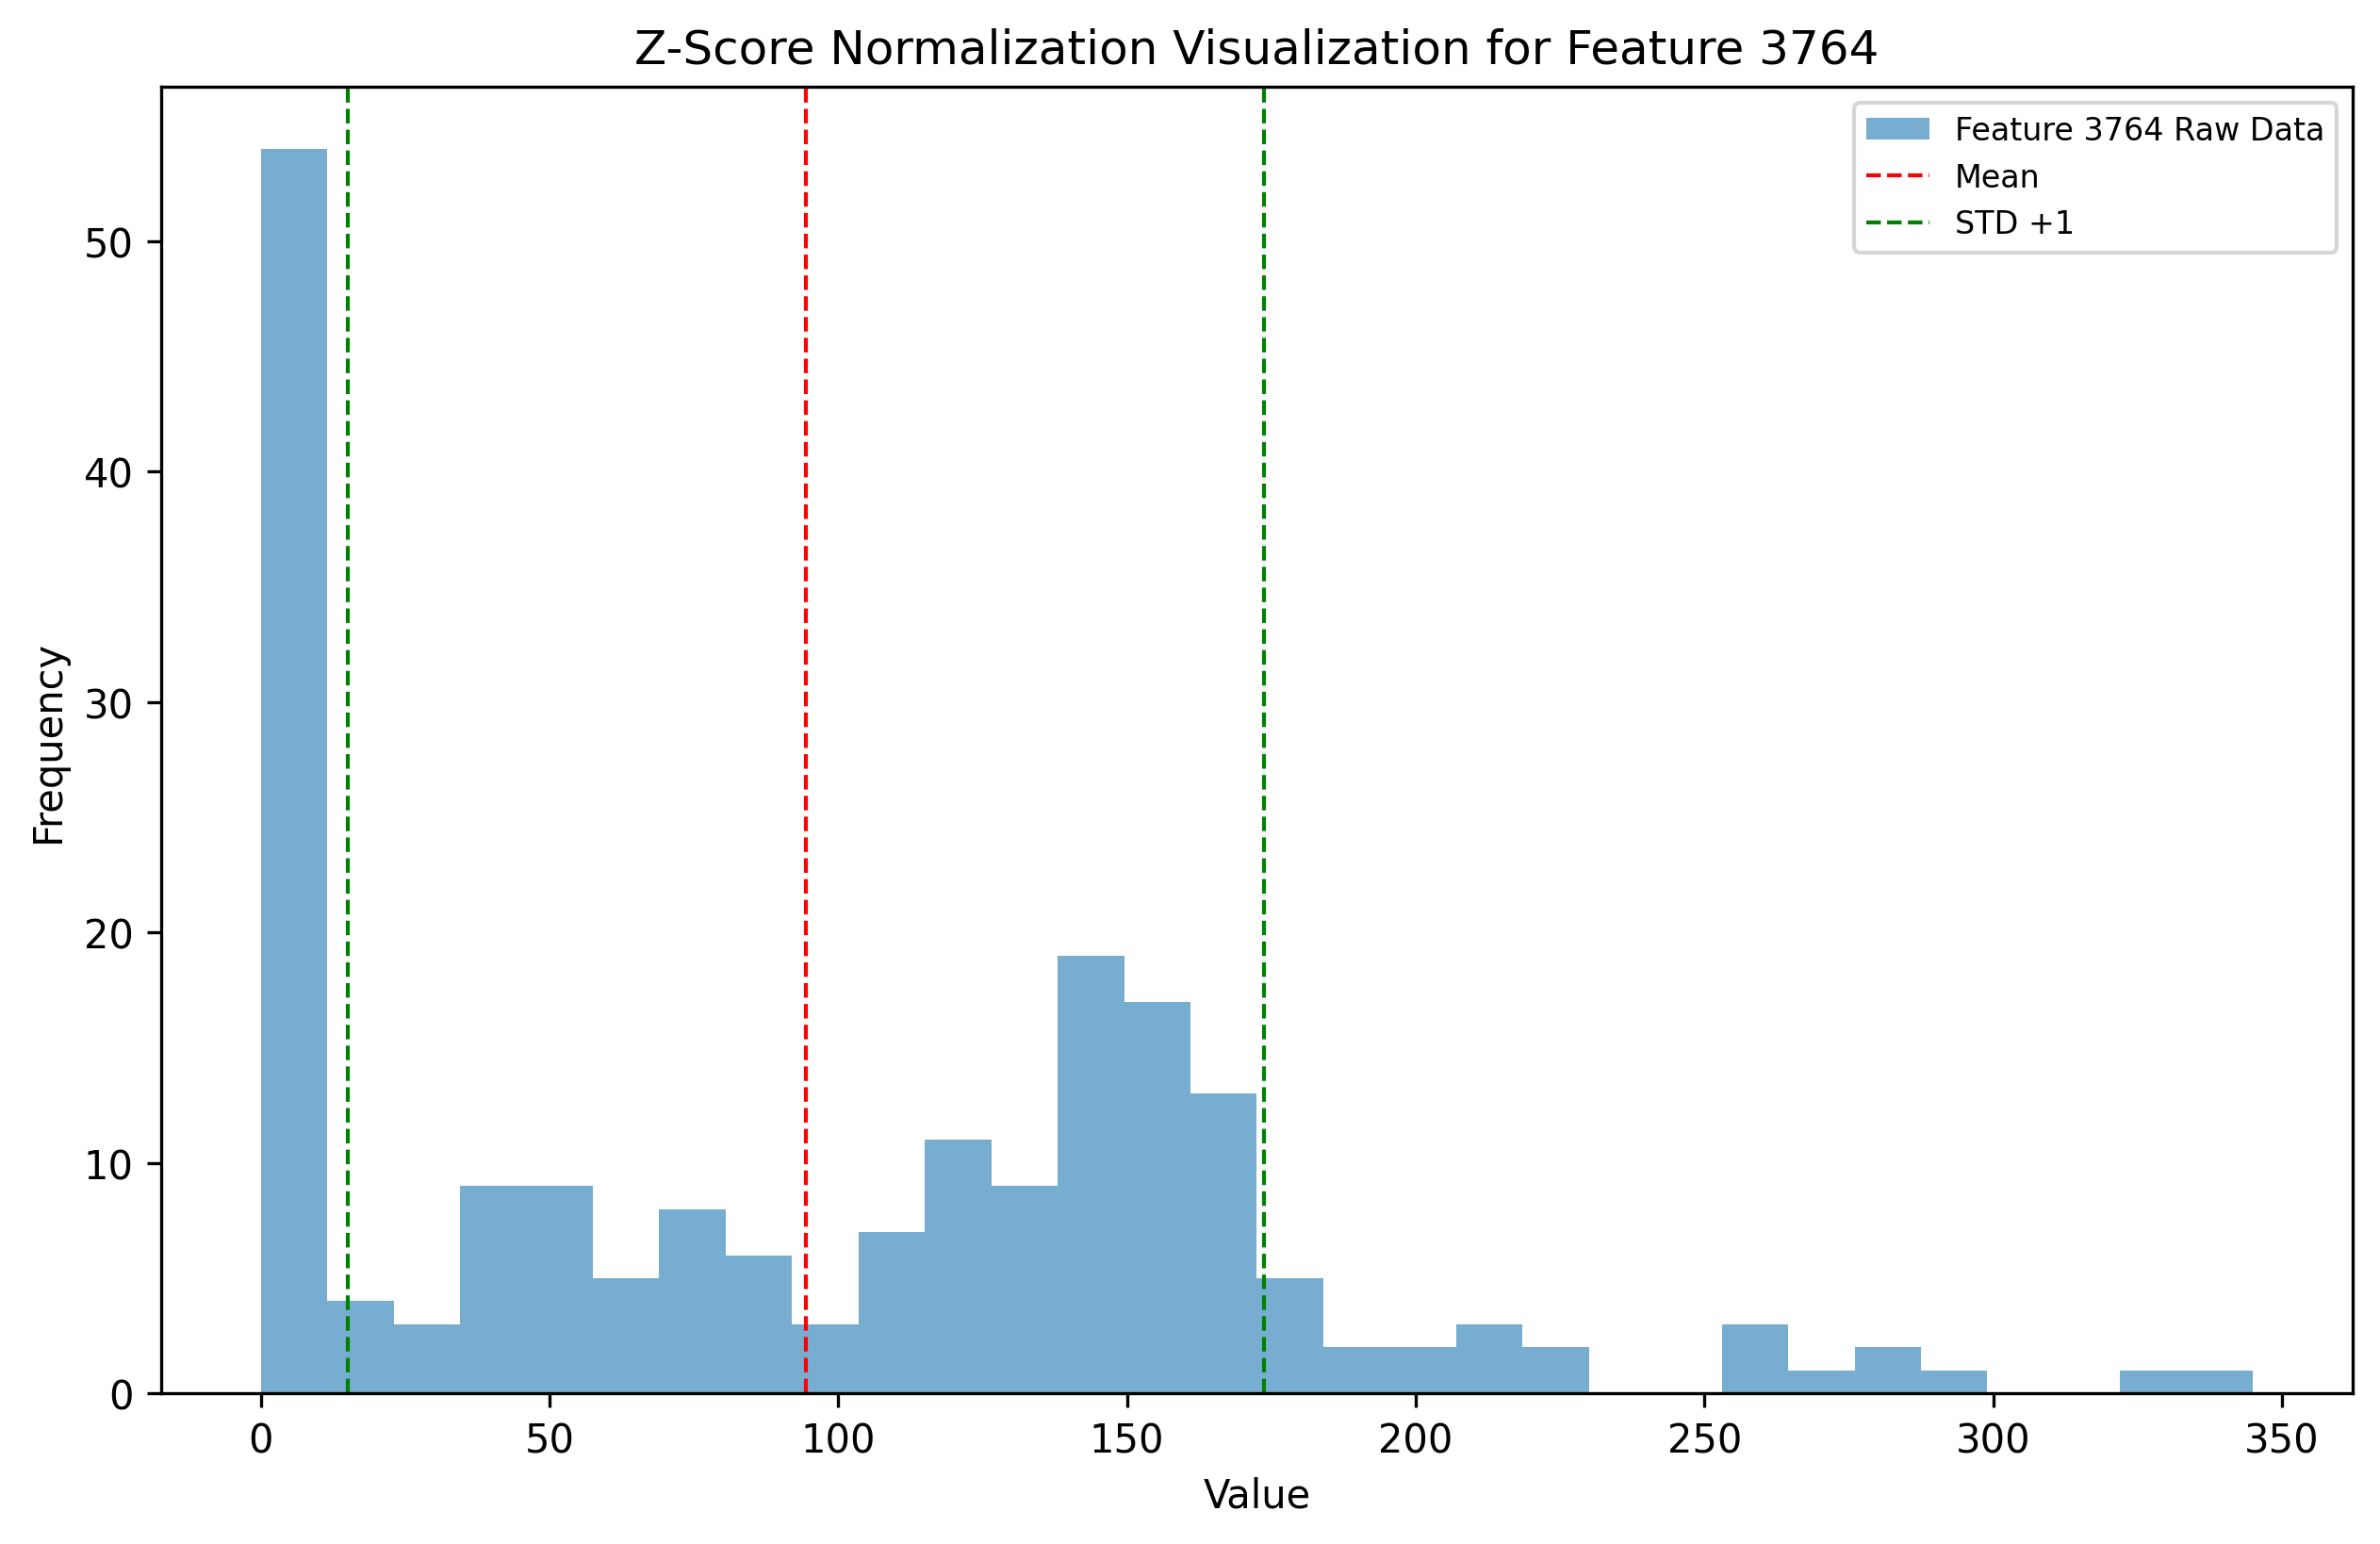 Z-Score Normalization Visualization for Feature 3764
Feature 3764 Raw Data
Mean
STD +1
Frequency
50
40
30
20
10
0
0 50 100 150 200 250 300 350
Value